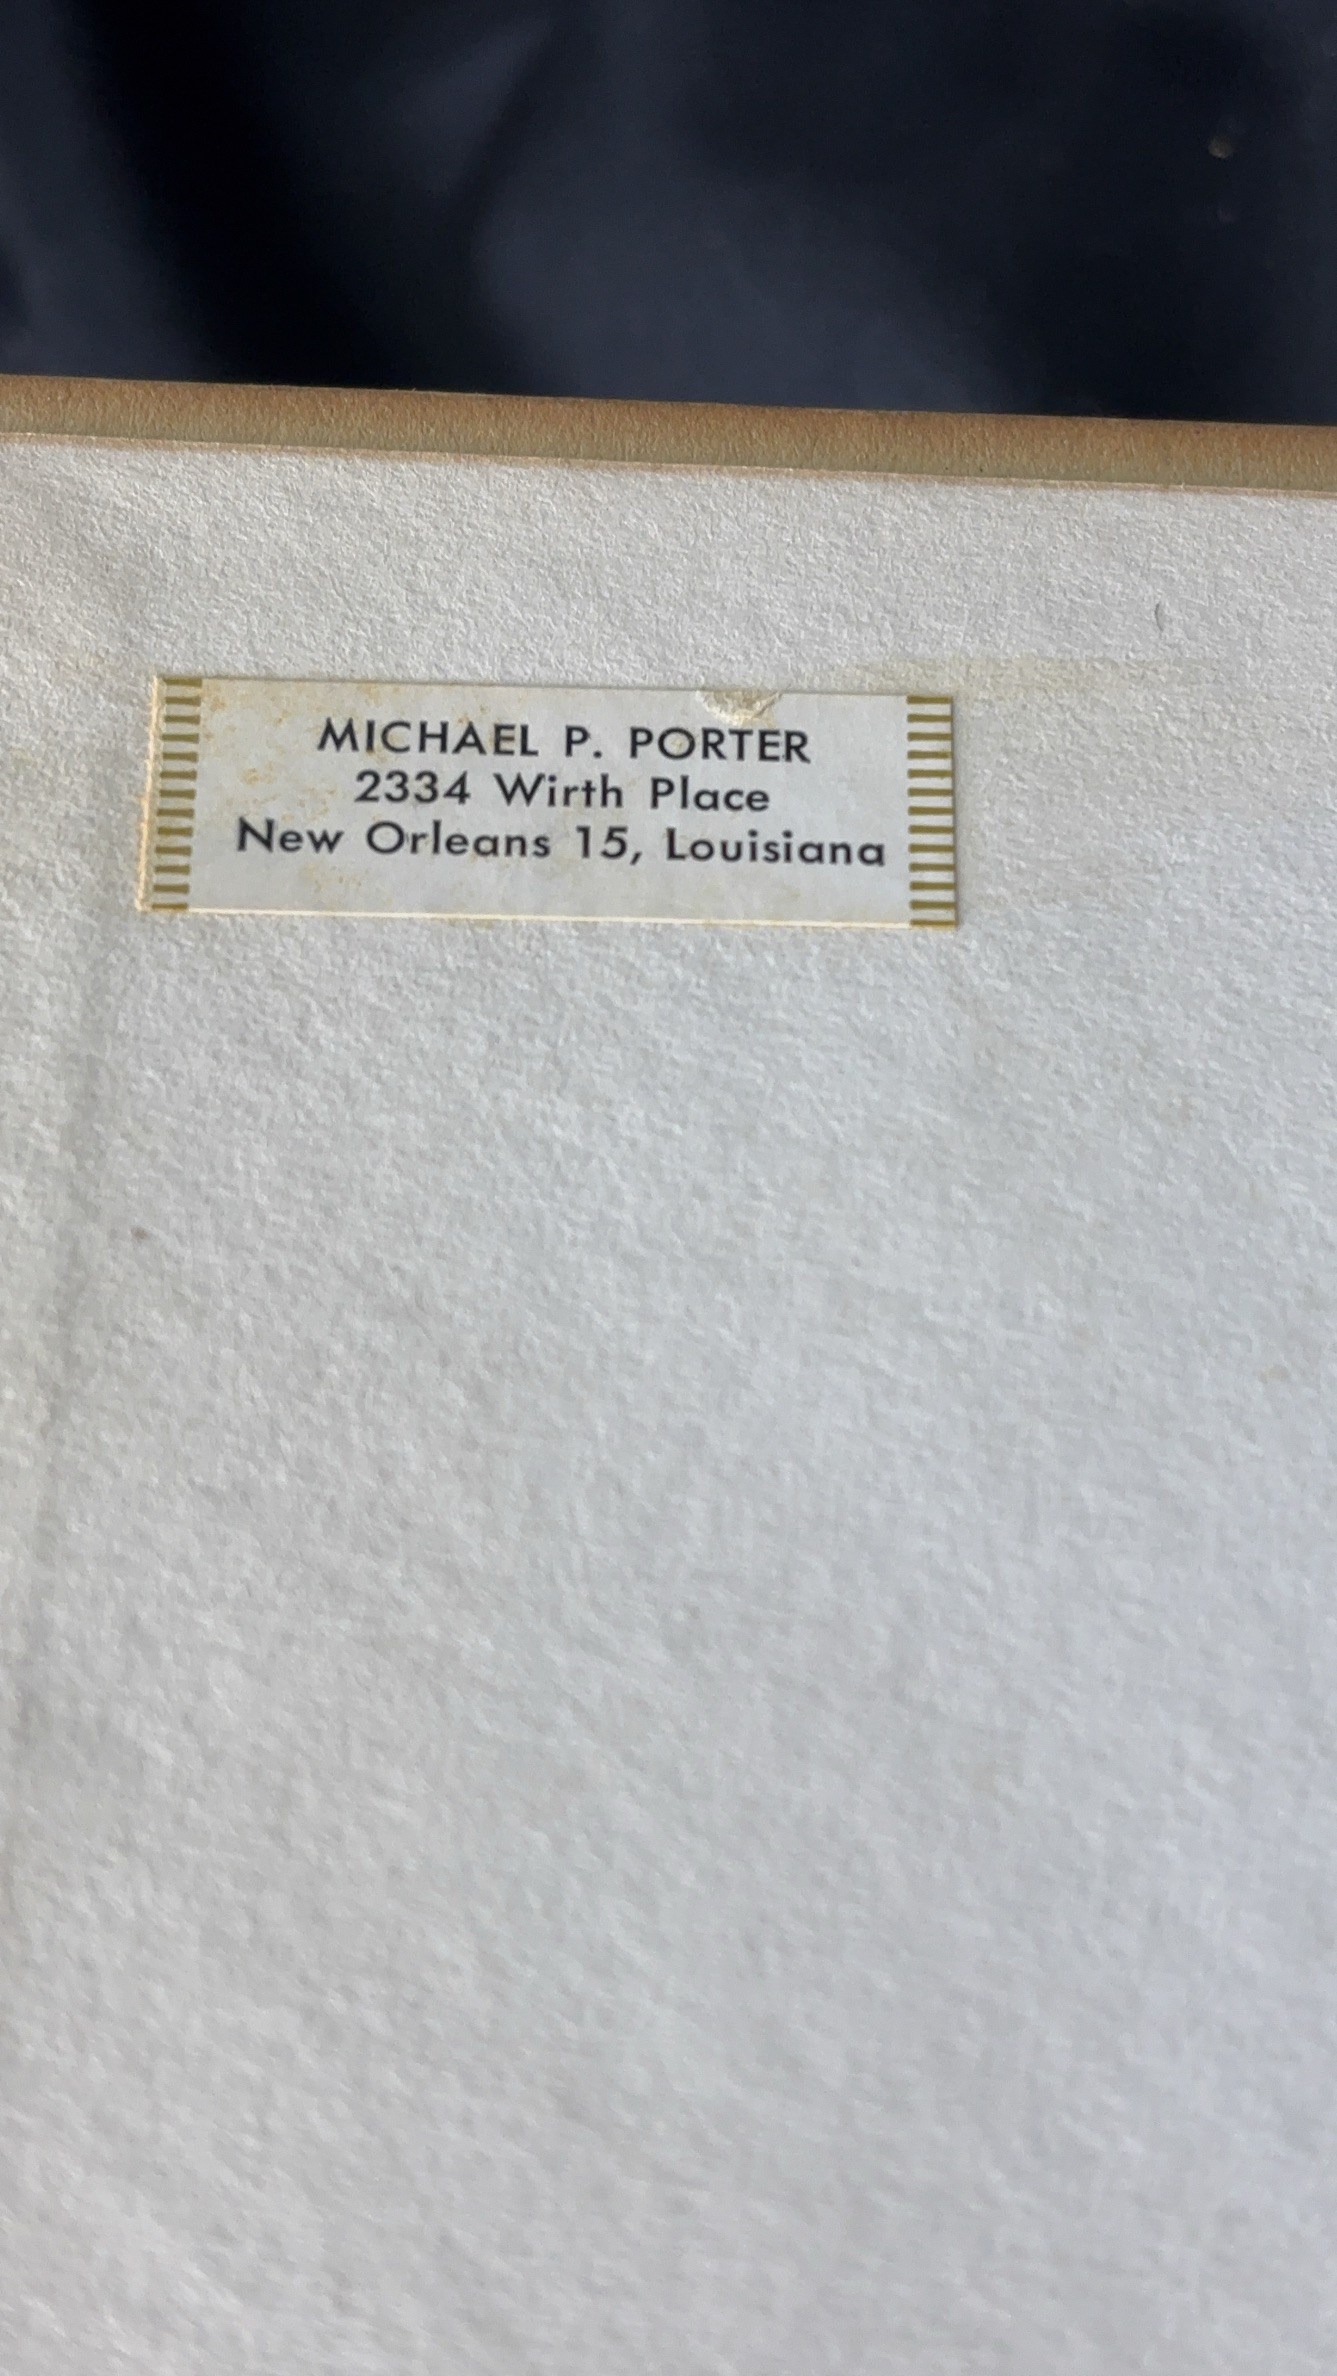 MICHAEL P. PORTER
2334 Wirth Place
New Orleans 15, Louisiana